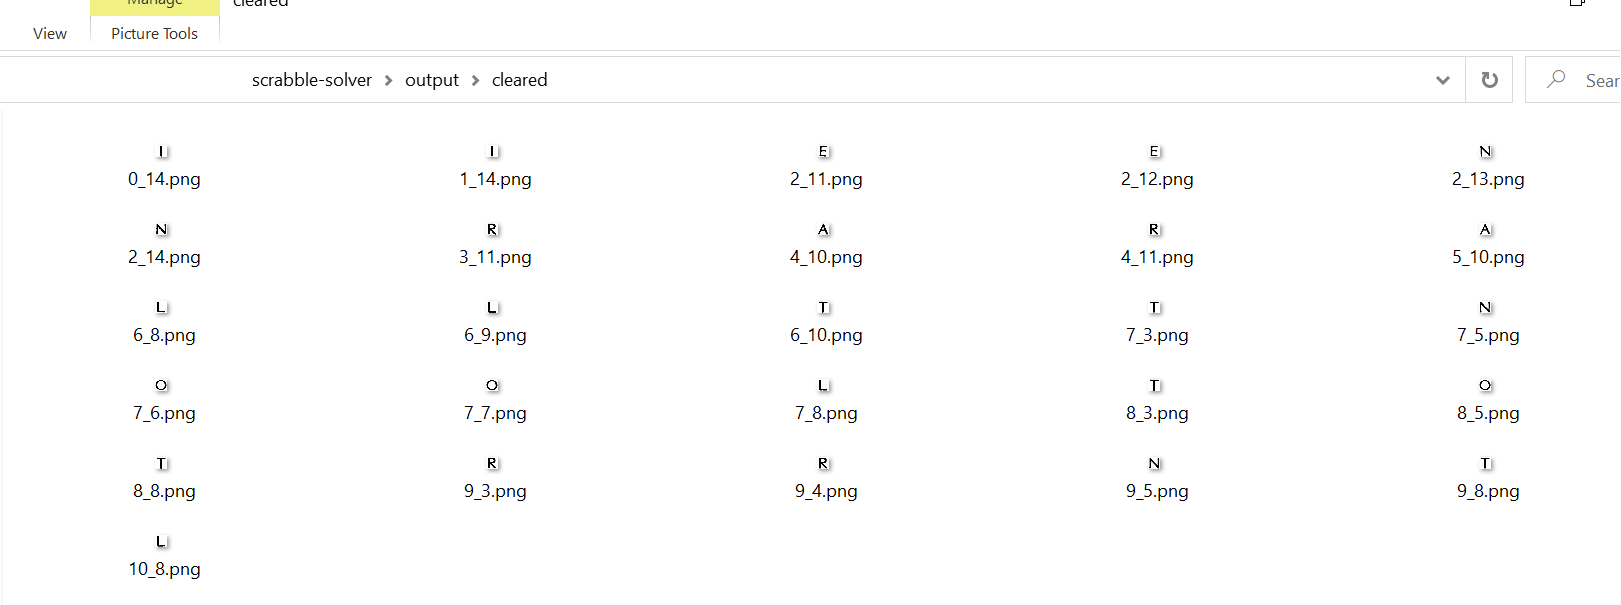 Manage cleared
View Picture Tools
scrabble-solver > output > cleared Sear
I I E E N
0_14.png 1_14.png 2_11.png 2_12.png 2_13.png
N R A R A
2_14.png 3_11.png 4_10.png 4_11.png 5_10.png
L L T T N
6_8.png 6_9.png 6_10.png 7_3.png 7_5.png
O O L T O
7_6.png 7_7.png 7_8.png 8_3.png 8_5.png
T R R N T
8_8.png 9_3.png 9_4.png 9_5.png 9_8.png
L
10_8.png